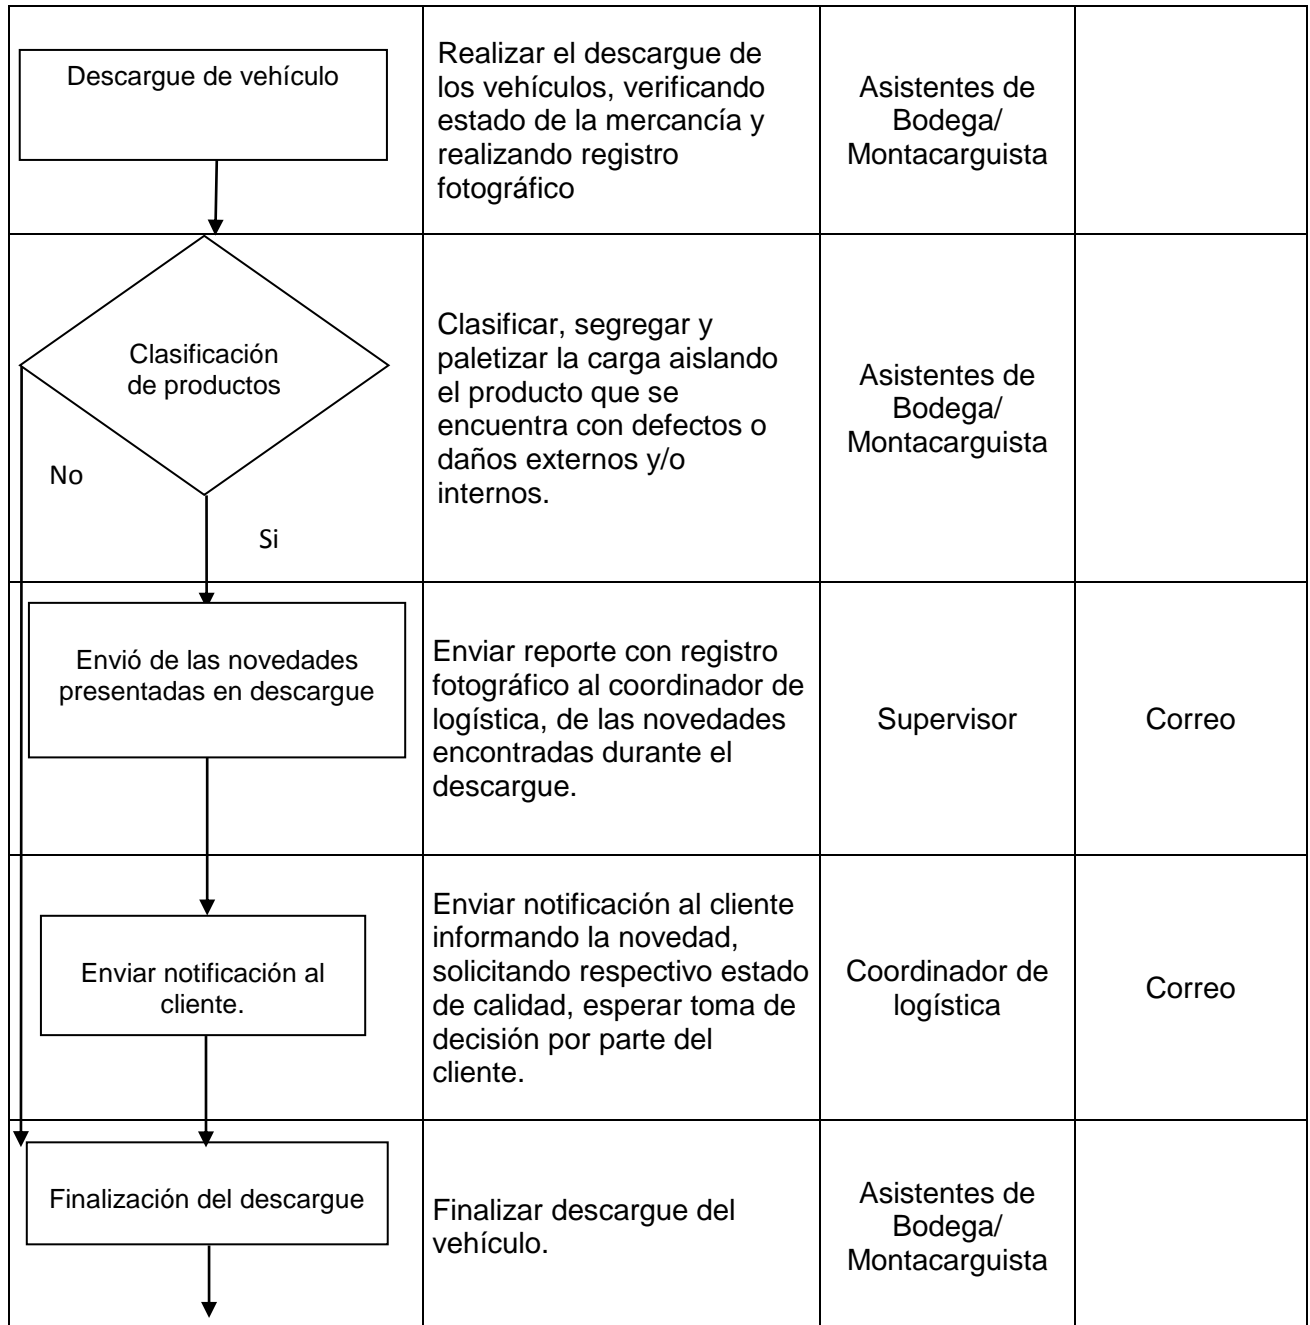 Descargue de vehículo
Realizar el descargue de
los vehículos, verificando
estado de la mercancía y
realizando registro
fotográfico
Asistentes de
Bodega/
Montacarguista
Clasificación
de productos
No
Si
Clasificar, segregar y
paletizar la carga aislando
el producto que se
encuentra con defectos o
daños externos y/o
internos.
Asistentes de
Bodega/
Montacarguista
Envió de las novedades
presentadas en descargue
Enviar reporte con registro
fotográfico al coordinador de
logística, de las novedades
encontradas durante el
descargue.
Supervisor
Correo
Enviar notificación al
cliente.
Enviar notificación al cliente
informando la novedad,
solicitando respectivo estado
de calidad, esperar toma de
decisión por parte del
cliente.
Coordinador de
logística
Correo
Finalización del descargue
Finalizar descargue del
vehículo.
Asistentes de
Bodega/
Montacarguista